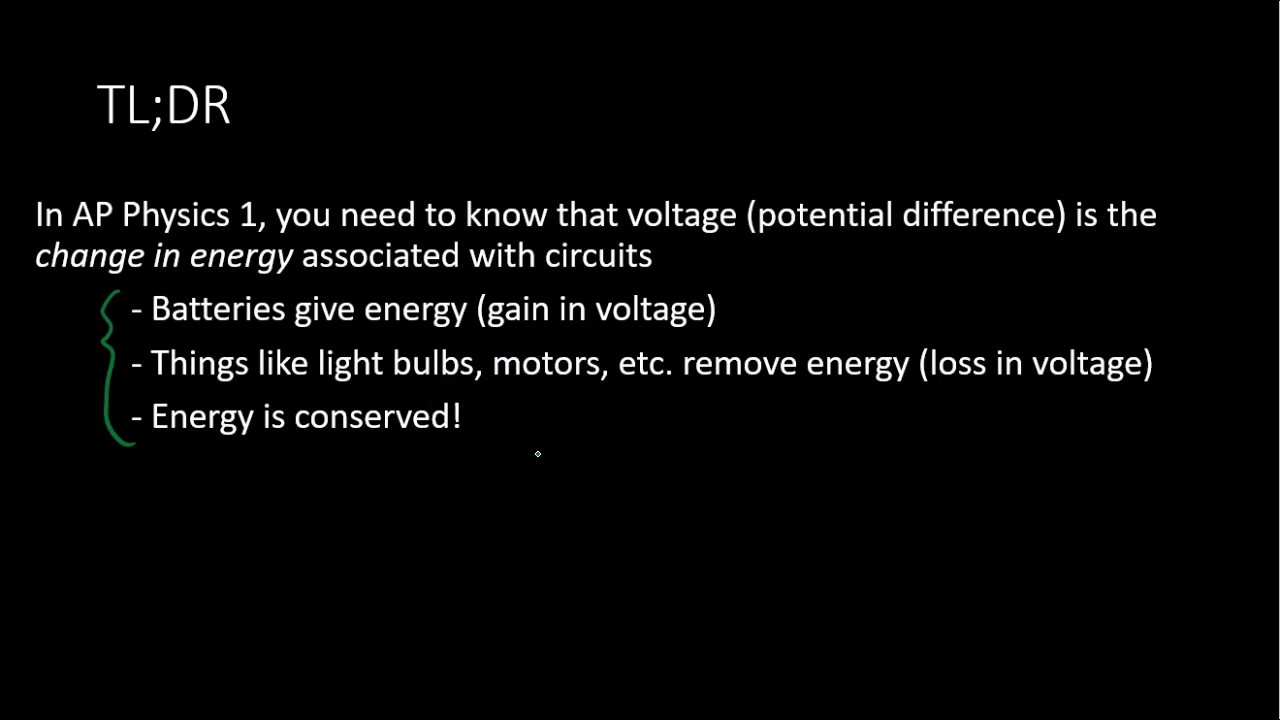 TL;DR
In AP Physics 1, you need to know that voltage (potential difference) is the
change in energy associated with circuits
- Batteries give energy (gain in voltage)
- Things like light bulbs, motors, etc. remove energy (loss in voltage)
- Energy is conserved!